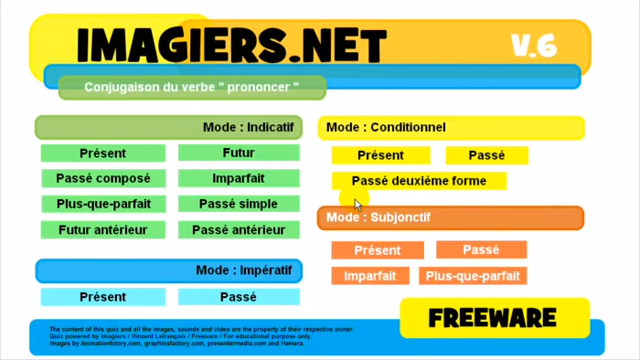 IMAGIERS.NET
V.6
Conjugaison du verbe " prononcer "
Mode : Indicatif
Présent
Futur
Passé composé
Imparfait
Plus-que-parfait
Passé simple
Futur antérieur
Passé antérieur
Mode : Impératif
Présent
Passé
Mode : Conditionnel
Présent
Passé
Passé deuxième forme
Mode : Subjonctif
Présent
Passé
Imparfait
Plus-que-parfait
FREEWARE
The content of this quiz and all the images, sounds and video are the property of their respective owner.
Quiz powered by Imagiers / Vincent Lefrançois / Freeware / For educational purpose only.
Images by Animationfstory.com, graphicsfactory.com, presentermedia.com and Hemera.